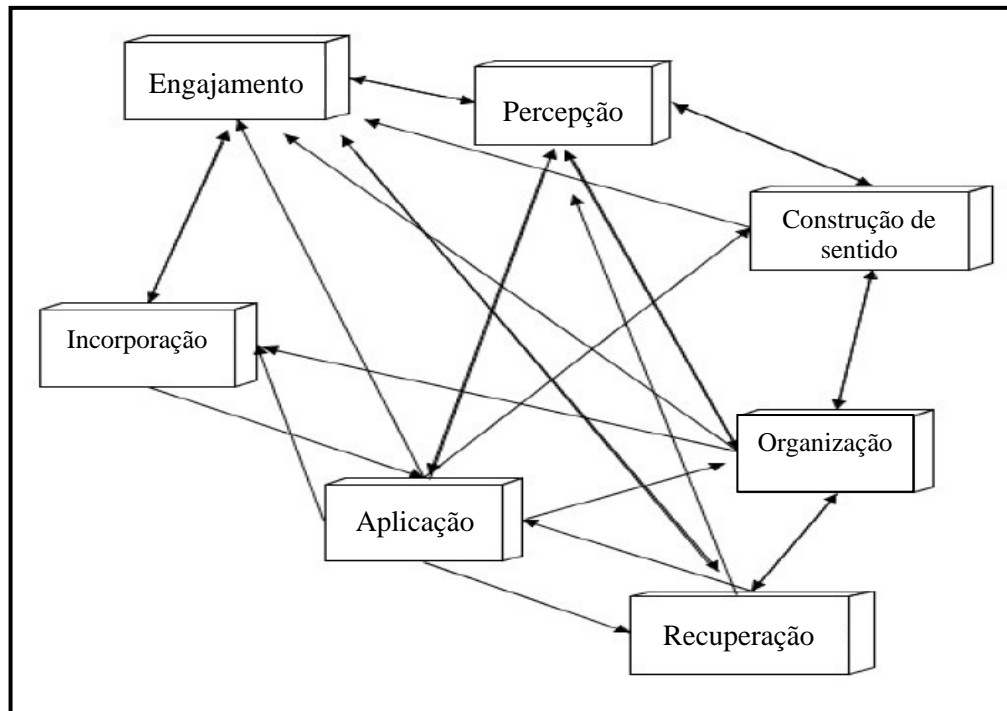 Engajamento
Percepção
Construção de
sentido
Incorporação
Organização
Aplicação
Recuperação